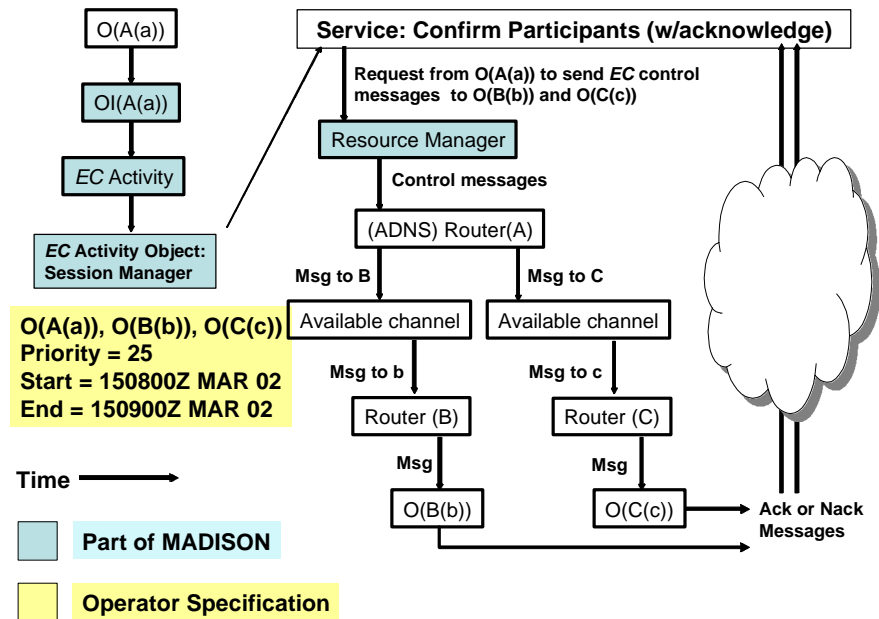 O(A(a))
OI(A(a))
EC Activity
EC Activity Object:
Session Manager
Service: Confirm Participants (w/acknowledge)
Request from O(A(a)) to send EC control
messages to O(B(b)) and O(C(c))
Resource Manager
Control messages
(ADNS) Router(A)
Msg to B
Msg to C
Available channel
Available channel
Msg to b
Msg to c
Router (B)
Router (C)
Msg
Msg
O(B(b))
O(C(c))
Ack or Nack
Messages
O(A(a)), O(B(b)), O(C(c))
Priority = 25
Start = 150800Z MAR 02
End = 150900Z MAR 02
Time
Part of MADISON
Operator Specification